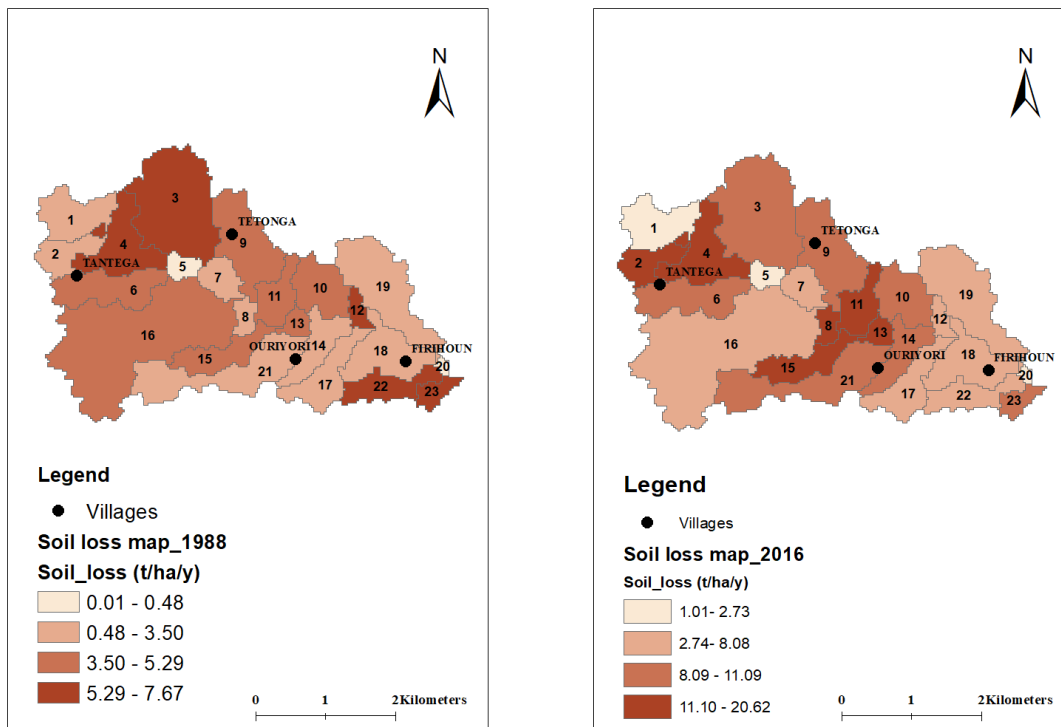 N
3
1
TETONGA
4
9
2
5
TANTEGA
7
19
6
10
11
8
12
13
16
14
OURIYORI
18
FIRIHOUN
15
20
21
17
22
23
Legend
Villages
Soil loss map_1988
Soil_loss (t/ha/y)
0.01 - 0.48
0.48 - 3.50
3.50 - 5.29
5.29 - 7.67
0 1 2Kilometers
N
3
1
TETONGA
4
9
2
TANTEGA
5
7
19
6
10
11
12
8
13
14
16
18
OURIYORI
FIRIHOUN
15
20
21
17
22
23
Legend
Villages
Soil loss map_2016
Soil_loss (t/ha/y)
1.01- 2.73
2.74- 8.08
8.09 - 11.09
11.10 - 20.62
0 1 2Kilometers